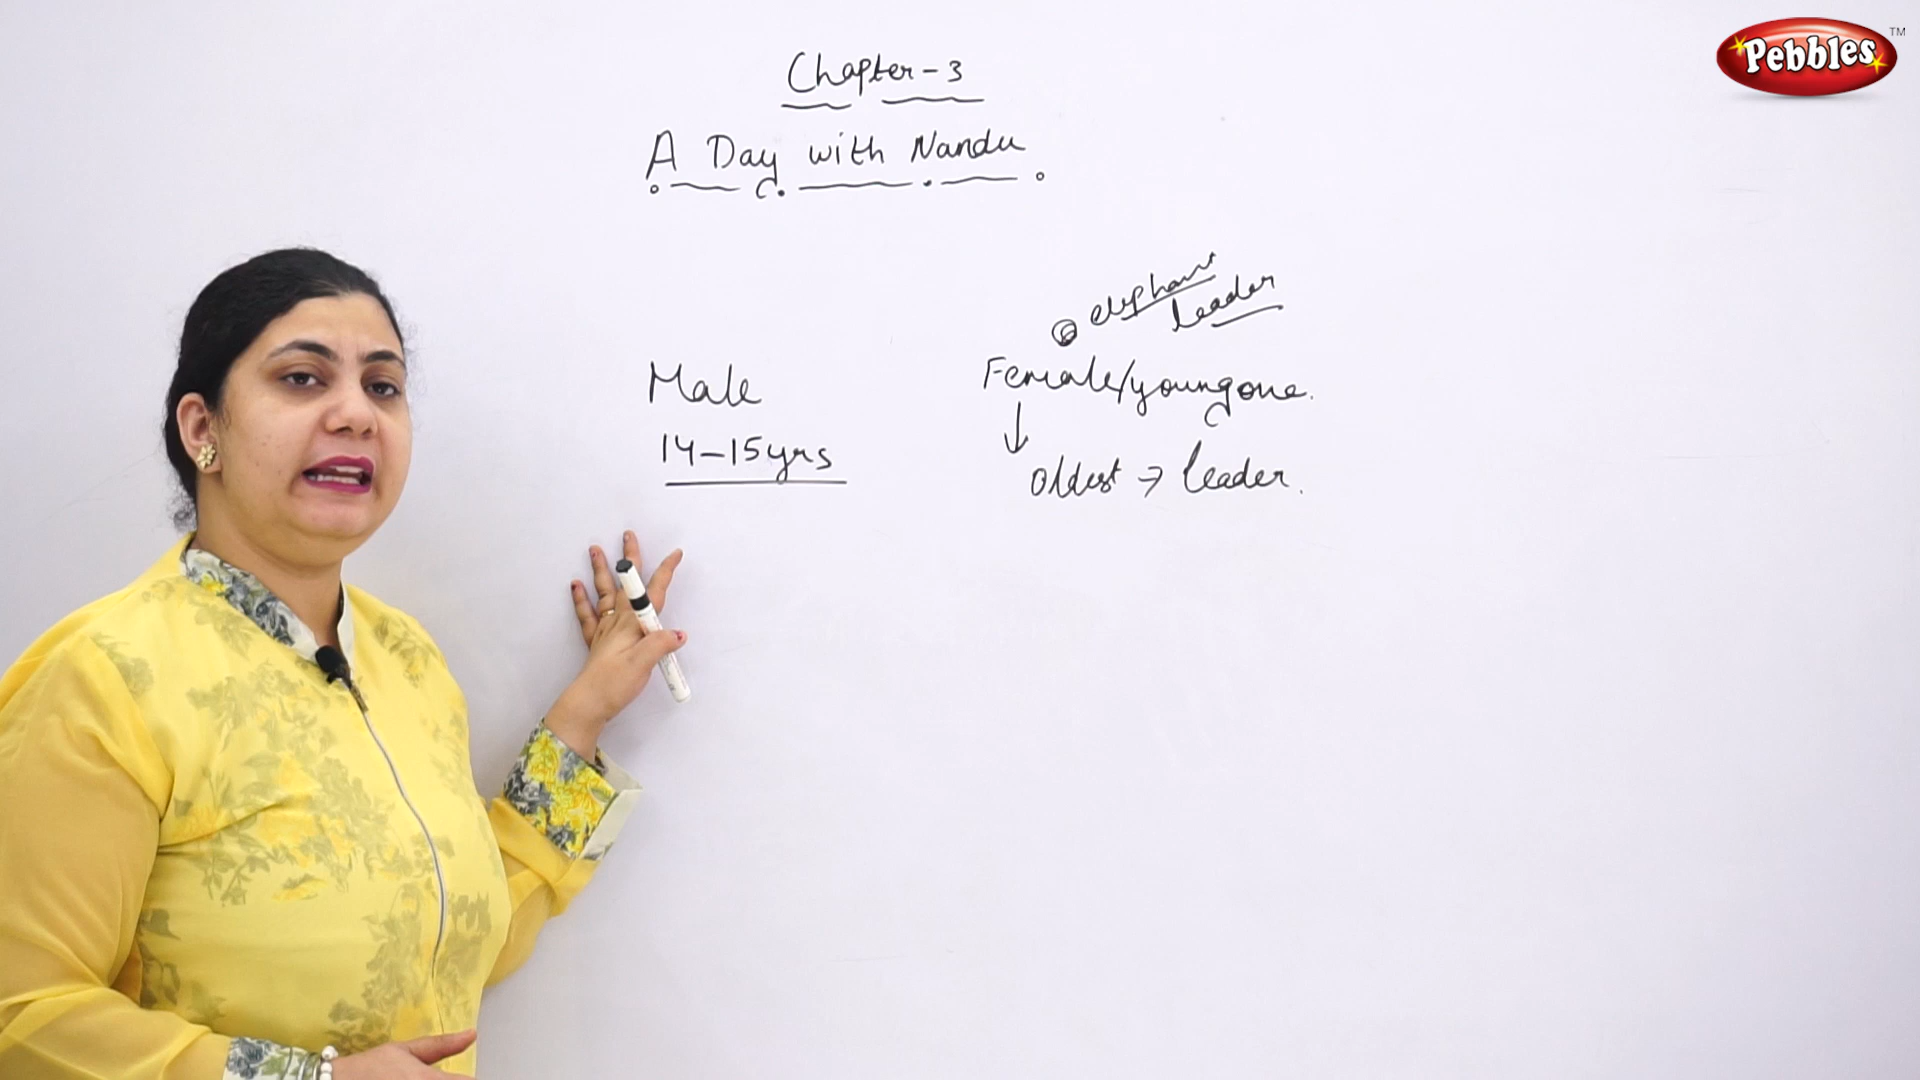 Pebbles TM
Chapter-3
A Day with Nandu
elephant
leader
Male
Female/young one.
14-15yrs
oldest → leader.